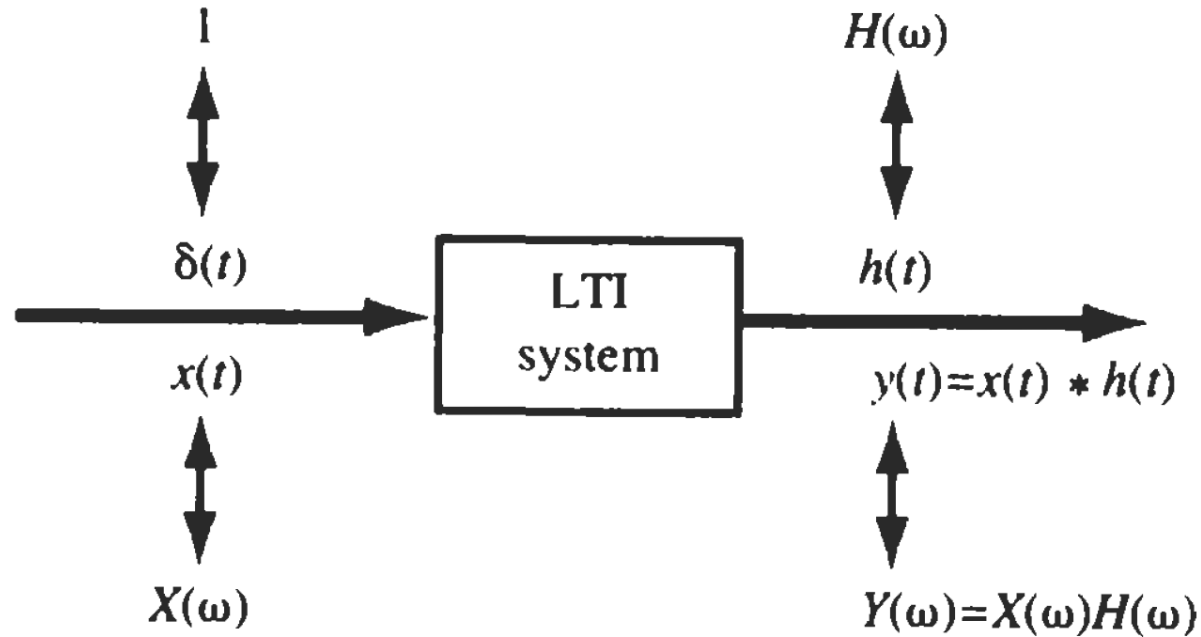 1
H(ω)
δ(t)
LTI
system
h(t)
x(t)
y(t)=x(t) * h(t)
X(ω)
Y(ω)=X(ω)H(ω)